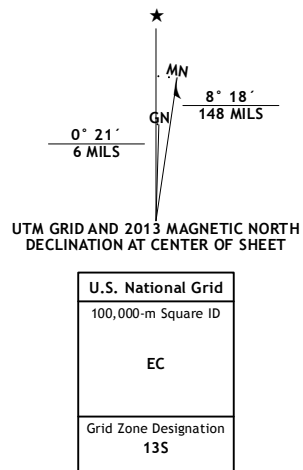 ★
MN
GN
8° 18´
148 MILS
0° 21´
6 MILS
UTM GRID AND 2013 MAGNETIC NORTH
DECLINATION AT CENTER OF SHEET
U.S. National Grid
100,000-m Square ID
EC
Grid Zone Designation
13S